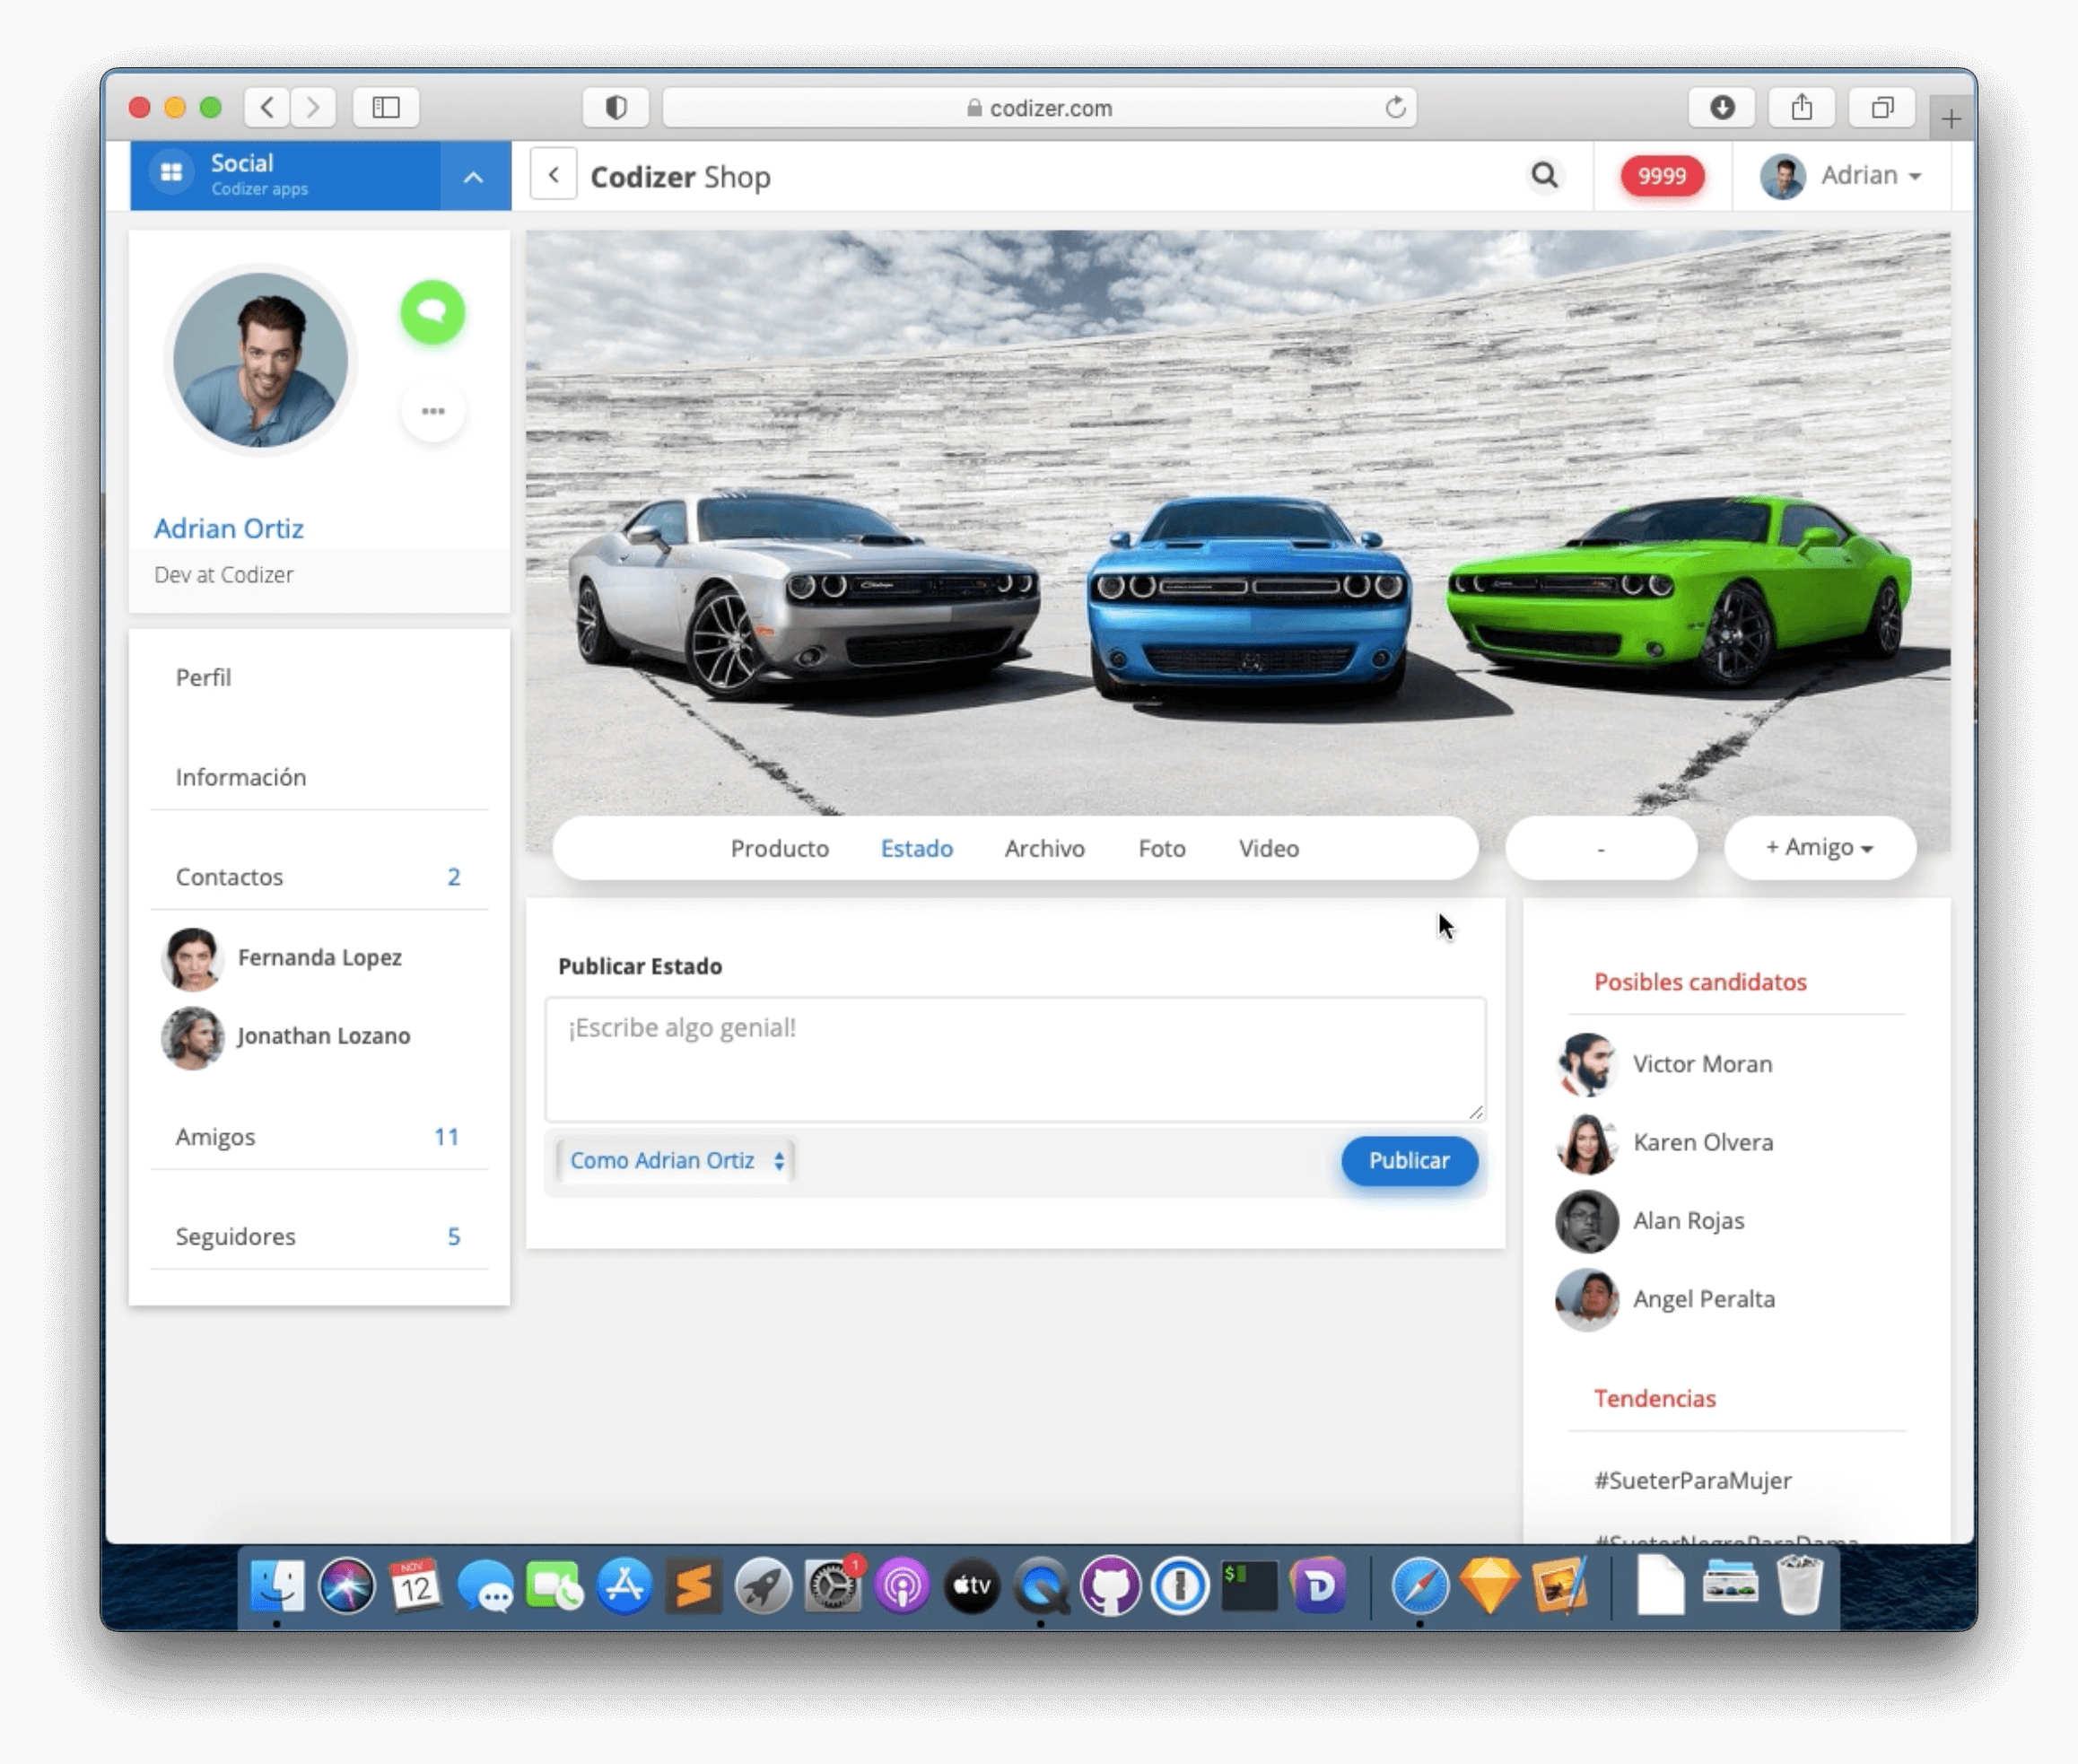 codizer.com
Social
Codizer apps
Codizer Shop
9999
Adrian
Adrian Ortiz
Dev at Codizer
Perfil
Información
Contactos 2
Fernanda Lopez
Jonathan Lozano
Amigos 11
Seguidores 5
Producto Estado Archivo Foto Video
-
+ Amigo
Publicar Estado
¡Escribe algo genial!
Como Adrian Ortiz
Publicar
Posibles candidatos
Victor Moran
Karen Olvera
Alan Rojas
Angel Peralta
Tendencias
#SueterParaMujer
#SueterNegroParaDama
NOV
12
1
tv
$
D